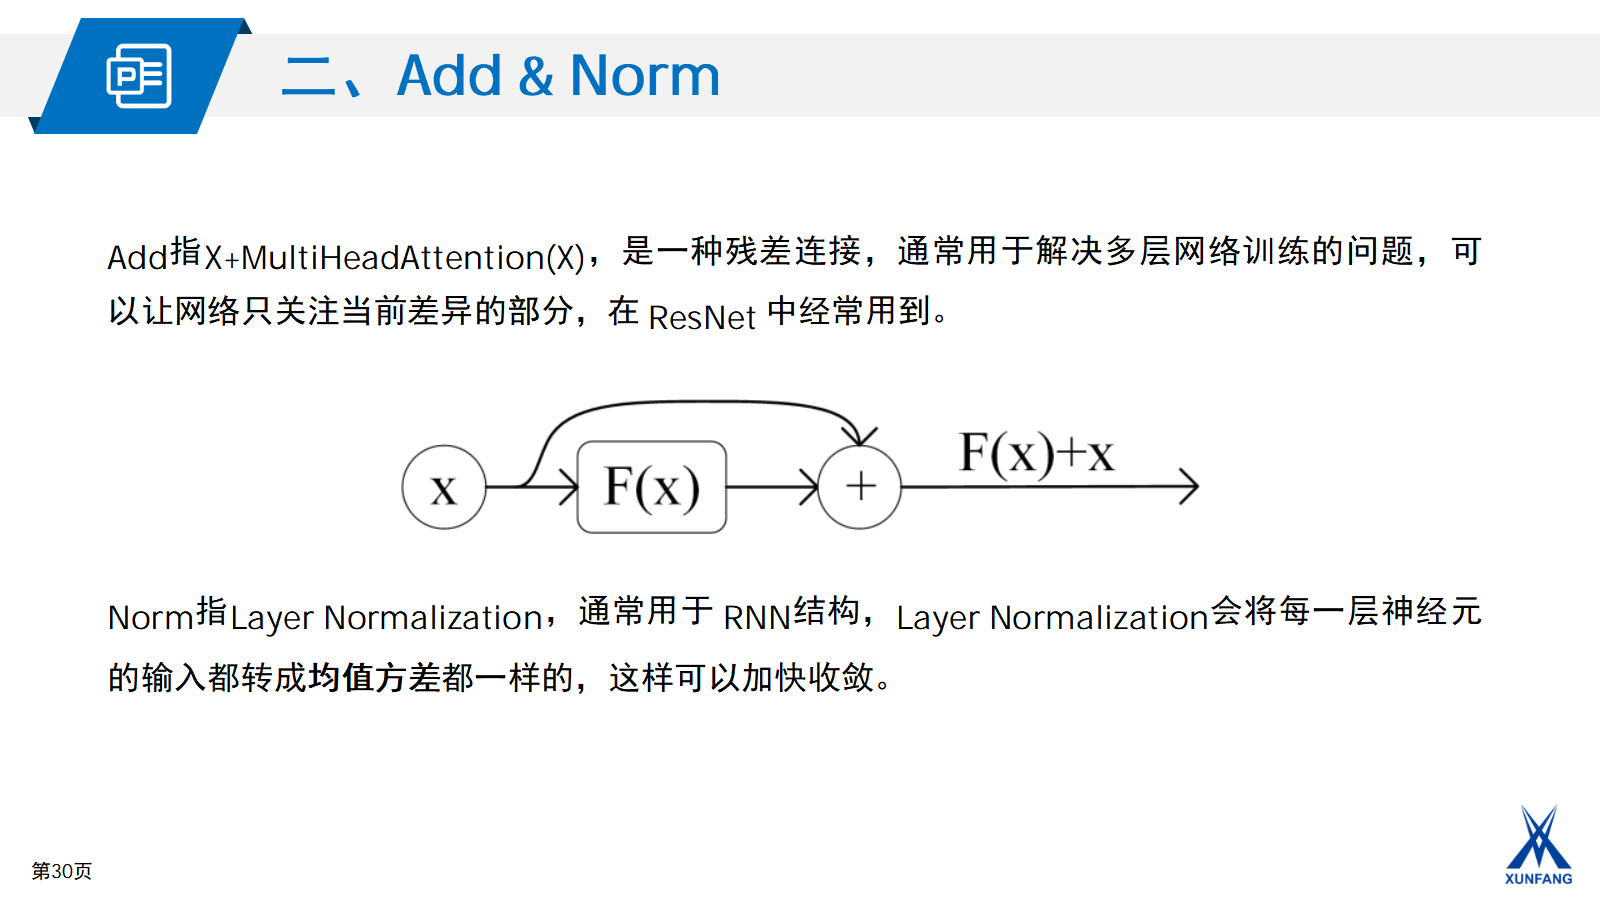 二、Add & Norm
Add指X+MultiHeadAttention(X)，是一种残差连接，通常用于解决多层网络训练的问题，可
以让网络只关注当前差异的部分，在 ResNet 中经常用到。
F(x)+x
x
F(x)
+
Norm指Layer Normalization，通常用于 RNN结构，Layer Normalization会将每一层神经元
的输入都转成均值方差都一样的，这样可以加快收敛。
第30页
XUNFANG